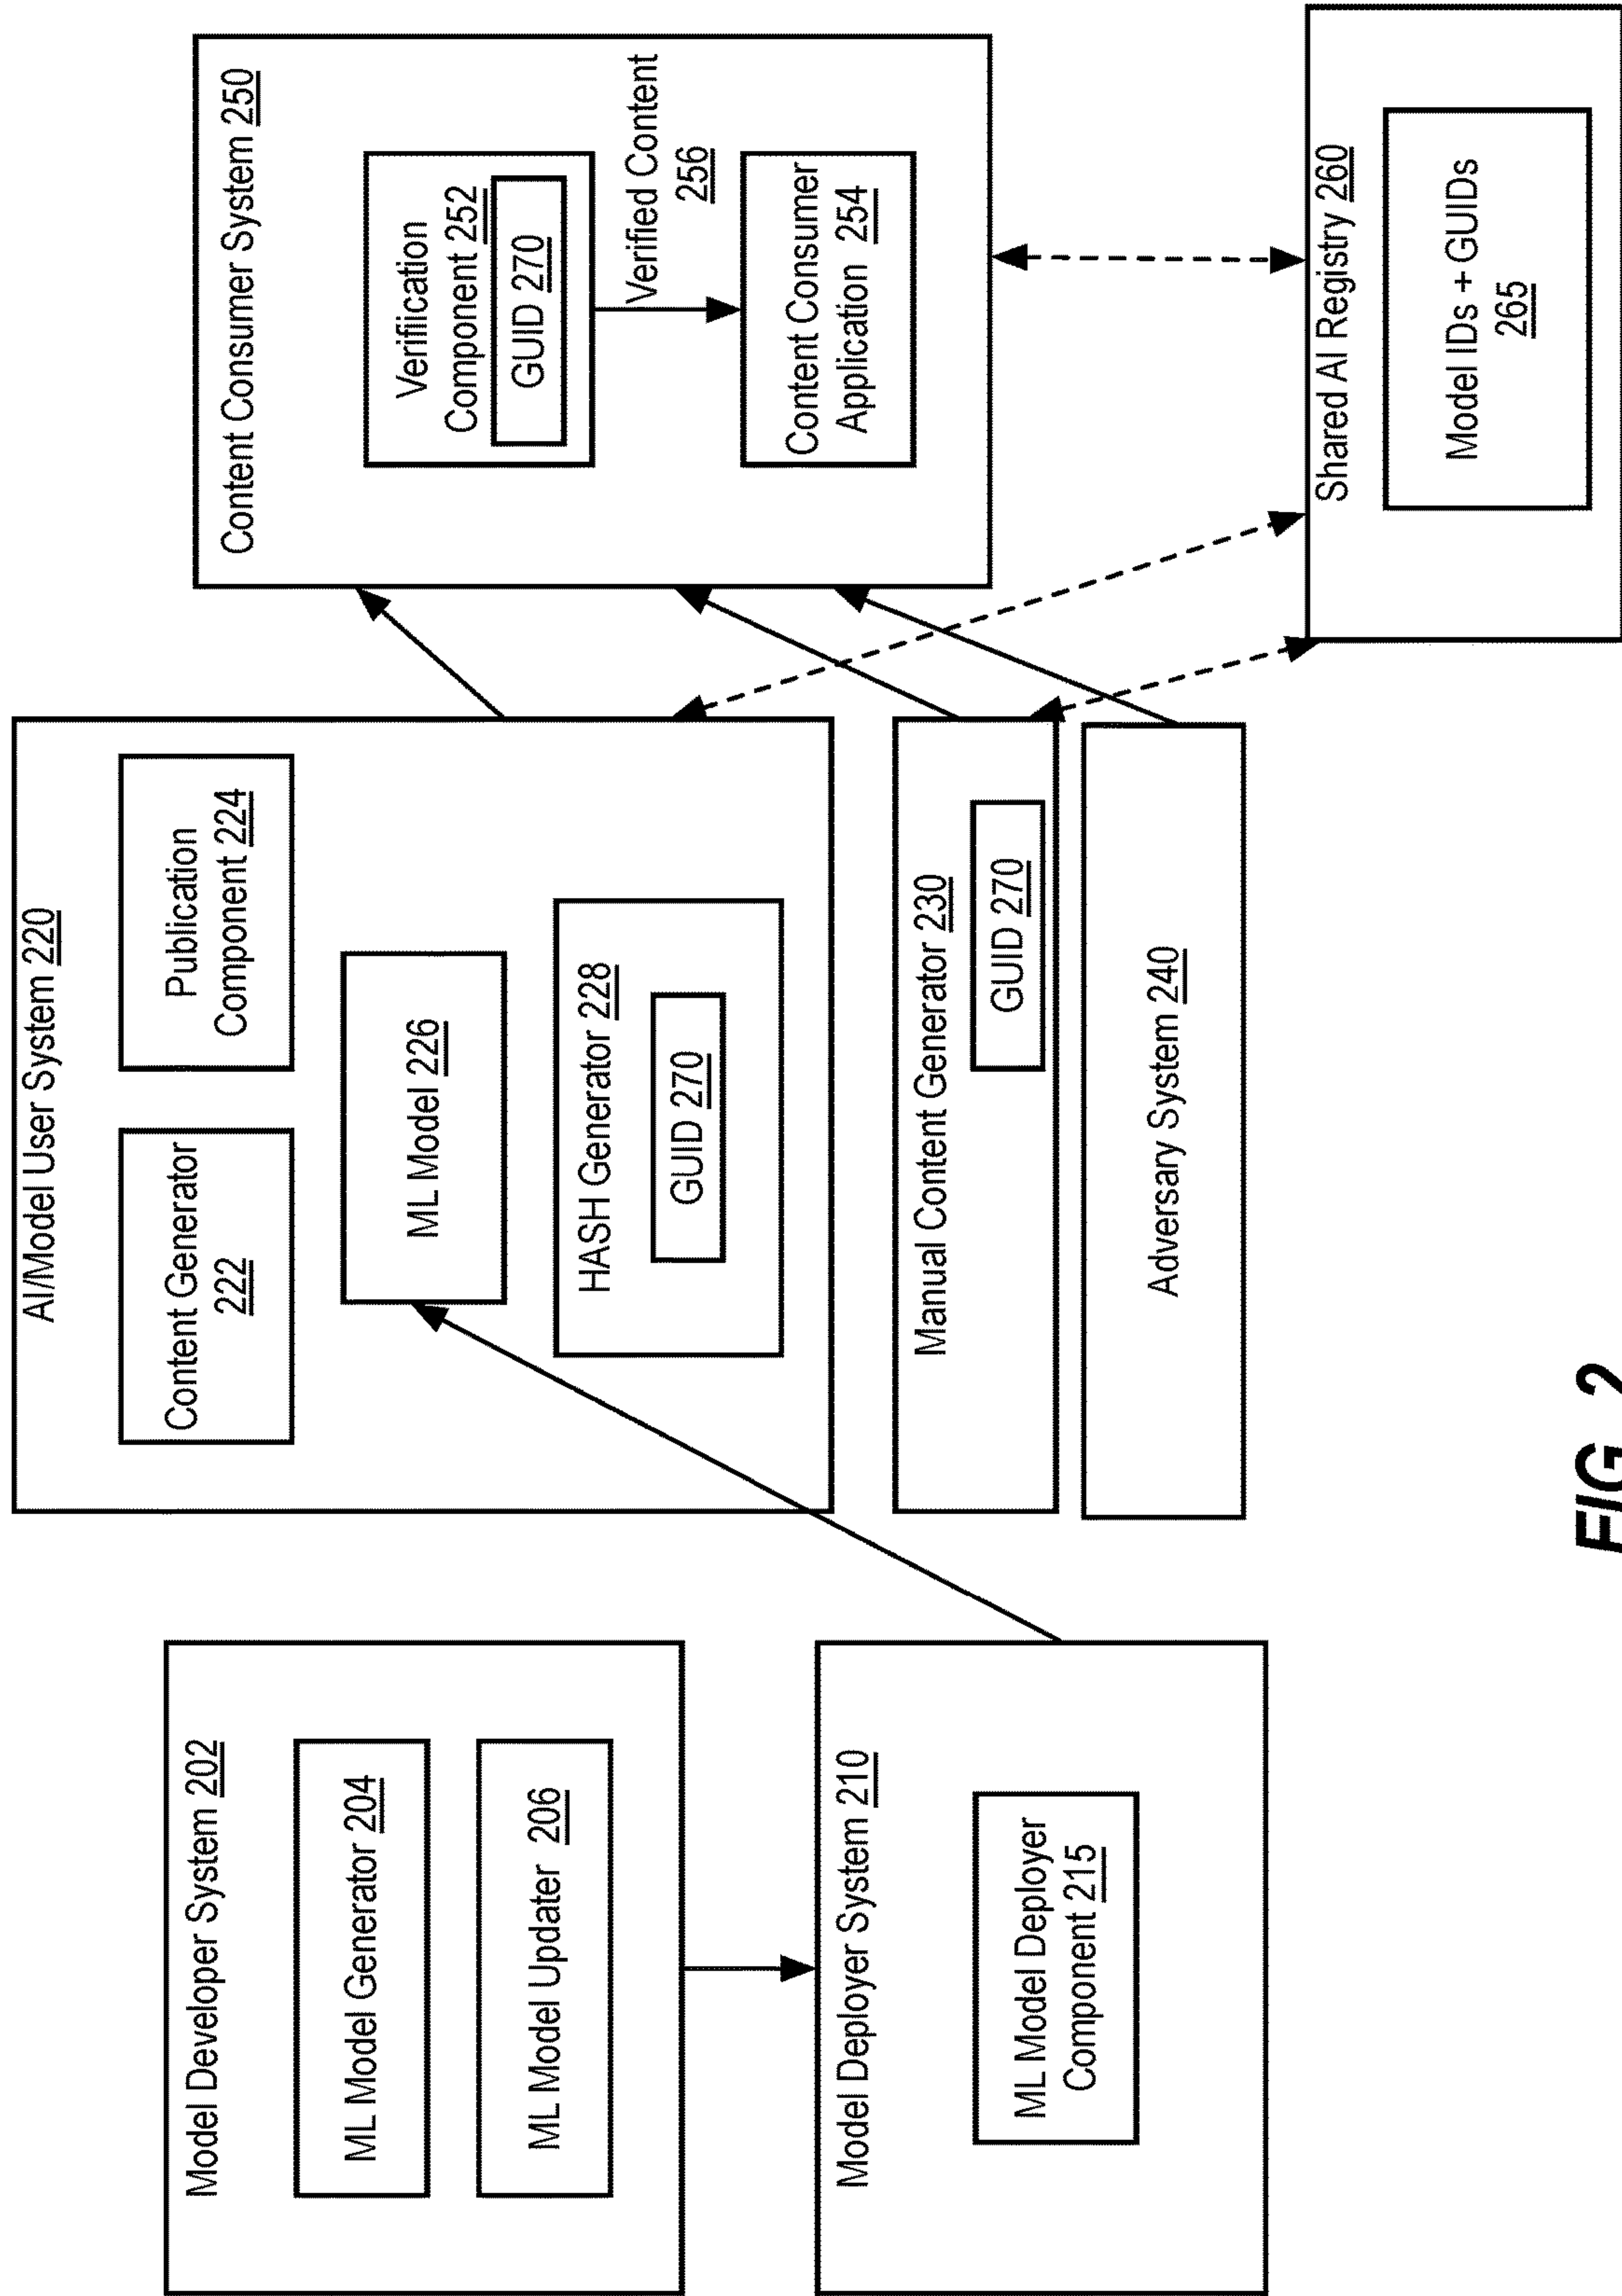 Model Developer System 202
ML Model Generator 204
ML Model Updater 206
Model Deployer System 210
ML Model Deployer
Component 215
AI/Model User System 220
Content Generator
222
Publication
Component 224
ML Model 226
HASH Generator 228
GUID 270
Manual Content Generator 230
GUID 270
Adversary System 240
Content Consumer System 250
Verifiication
Component 252
GUID 270
Verified Content
256
Content Consumer
Application 254
Shared AI Registry 260
Model IDs + GUIDs
265
FIG. 2